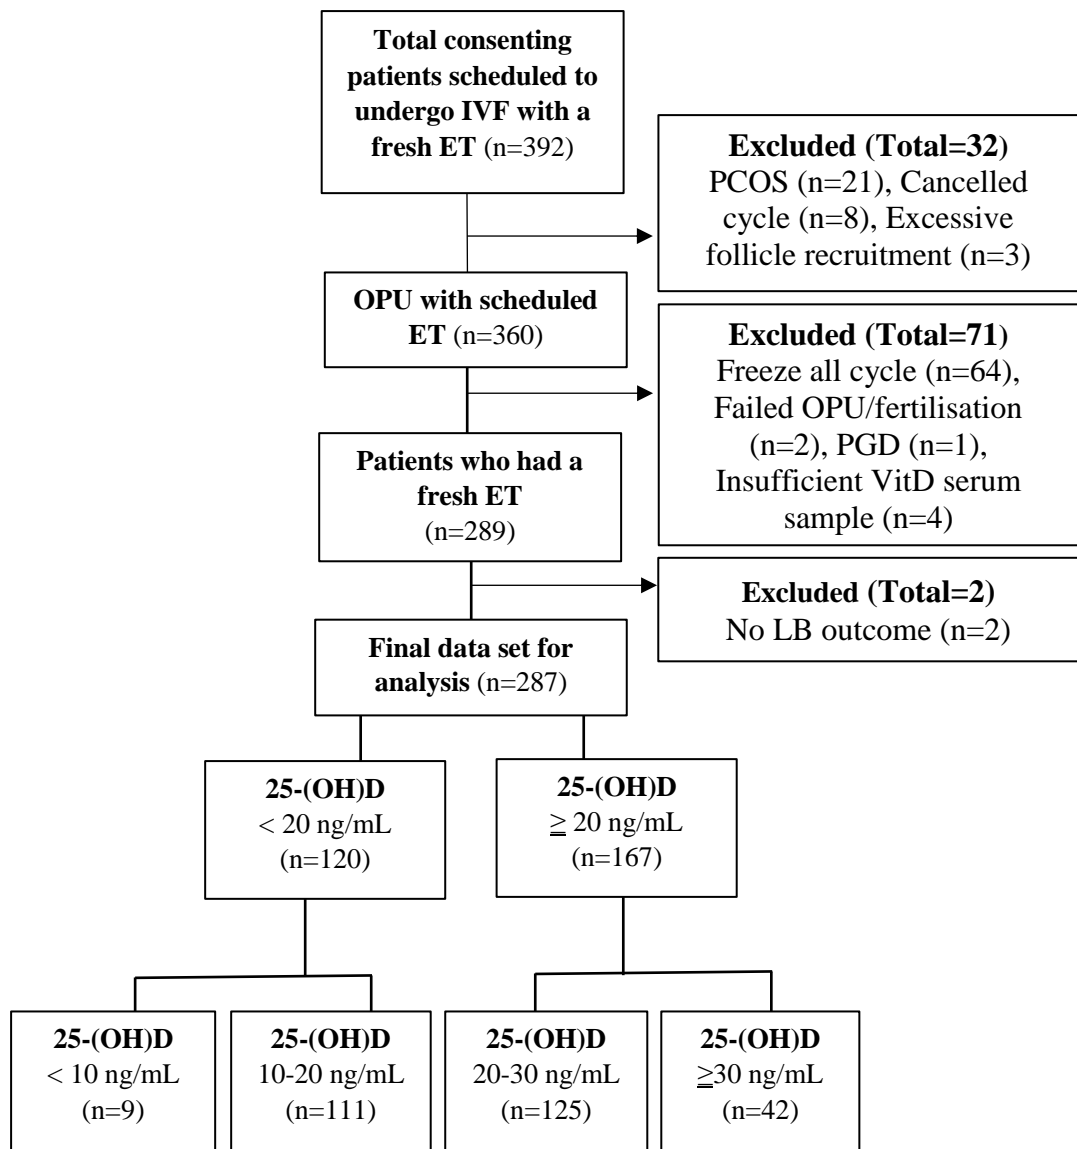 Total consenting
patients scheduled to
undergo IVF with a
fresh ET (n=392)
Excluded (Total=32)
PCOS (n=21), Cancelled
cycle (n=8), Excessive
follicle recruitment (n=3)
OPU with scheduled
ET (n=360)
Excluded (Total=71)
Freeze all cycle (n=64),
Failed OPU/fertilisation
(n=2), PGD (n=1),
Insufficient VitD serum
sample (n=4)
Patients who had a
fresh ET
(n=289)
Excluded (Total=2)
No LB outcome (n=2)
Final data set for
analysis (n=287)
25-(OH)D
< 20 ng/mL
(n=120)
25-(OH)D
≥ 20 ng/mL
(n=167)
25-(OH)D
< 10 ng/mL
(n=9)
25-(OH)D
10-20 ng/mL
(n=111)
25-(OH)D
20-30 ng/mL
(n=125)
25-(OH)D
≥30 ng/mL
(n=42)